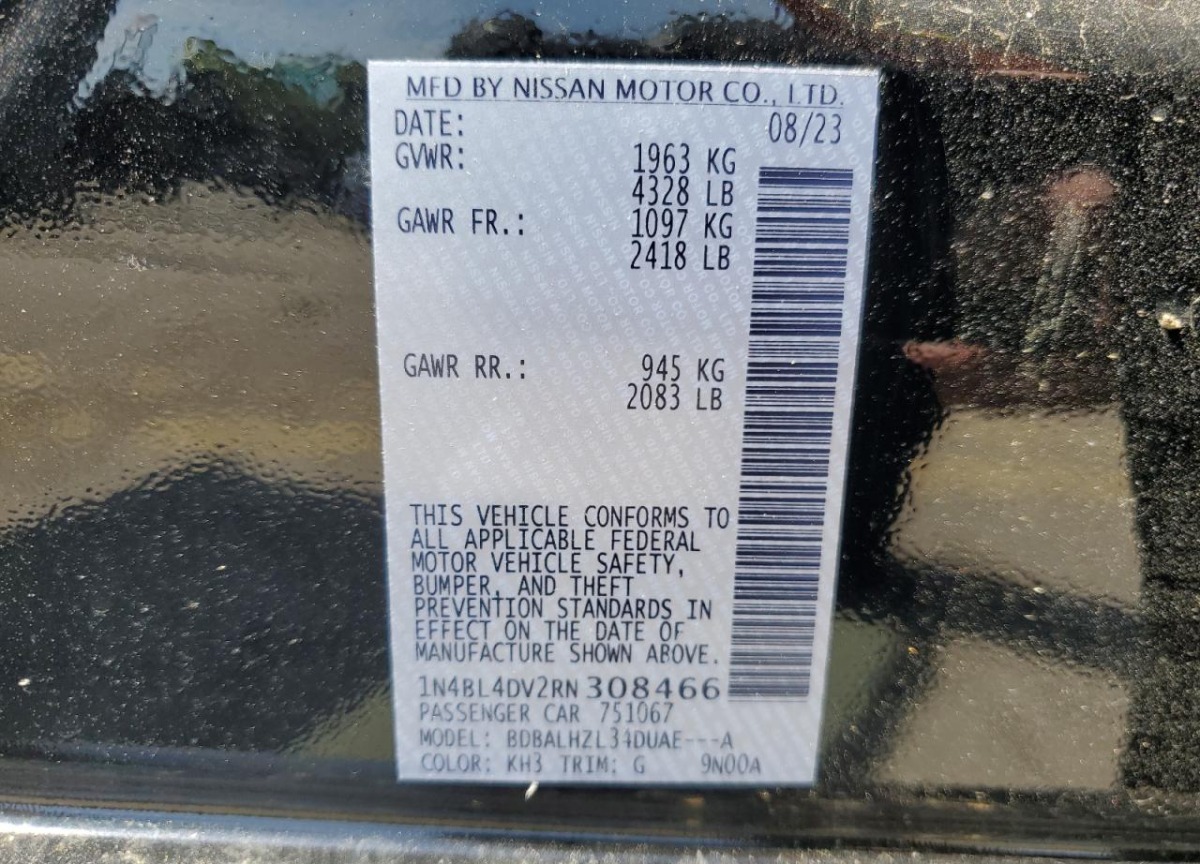 MFD BY NISSAN MOTOR CO., LTD.
DATE: 08/23
GVWR: 1963 KG
4328 LB
GAWR FR.: 1097 KG
2418 LB
GAWR RR.: 945 KG
2083 LB
THIS VEHICLE CONFORMS TO
ALL APPLICABLE FEDERAL
MOTOR VEHICLE SAFETY,
BUMPER, AND THEFT
PREVENTION STANDARDS IN
EFFECT ON THE DATE OF
MANUFACTURE SHOWN ABOVE.
1N4BL4DV2RN308466
PASSENGER CAR 751067
MODEL: BDBALHZL34DUAE---A
COLOR: KH3 TRIM: G 9N00A